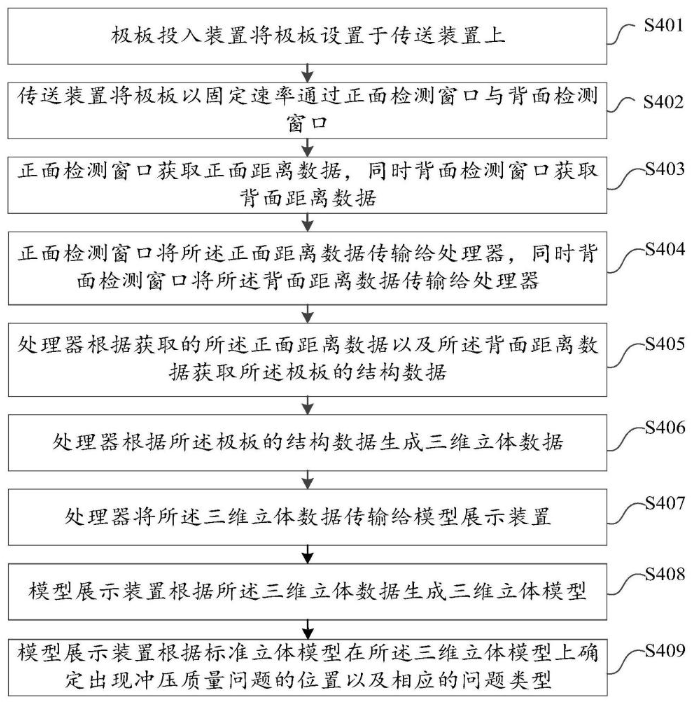 极板投入装置将极板设置于传送装置上
S401
传送装置将极板以固定速率通过正面检测窗口与背面检测
窗口
S402
正面检测窗口获取正面距离数据，同时背面检测窗口获取
背面距离数据
S403
正面检测窗口将所述正面距离数据传输给处理器，同时背
面检测窗口将所述背面距离数据传输给处理器
S404
处理器根据获取的所述正面距离数据以及所述背面距离数
据获取所述极板的结构数据
S405
处理器根据所述极板的结构数据生成三维立体数据
S406
处理器将所述三维立体数据传输给模型展示装置
S407
模型展示装置根据所述三维立体数据生成三维立体模型
S408
模型展示装置根据标准立体模型在所述三维立体模型上确
定出现冲压质量问题的位置以及相应的问题类型
S409